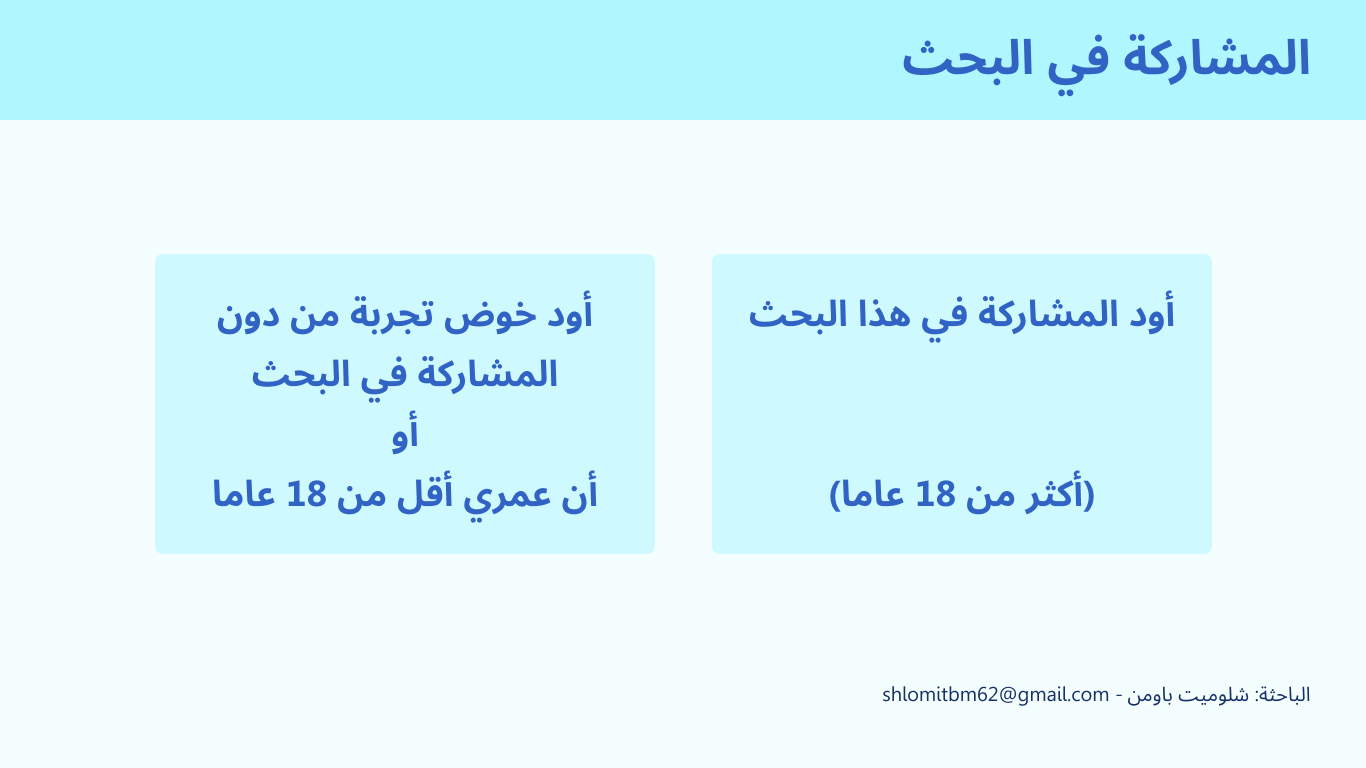 المشاركة في البحث
أود المشاركة في هذا البحث
(أكثر من 18 عاما)
أود خوض تجربة من دون
المشاركة في البحث
أو
أن عمري أقل من 18 عاما
الباحثة: شلوميت باومن - shlomitbm62@gmail.com